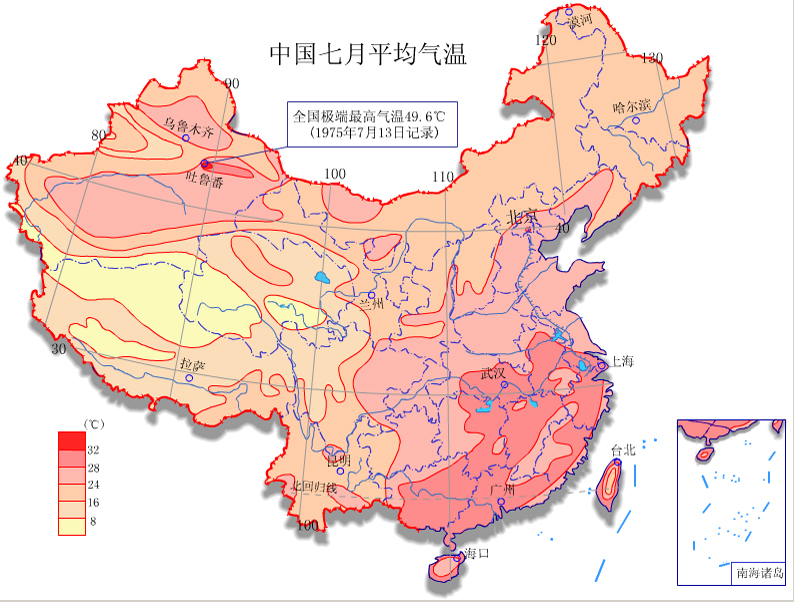 中国七月平均气温
漠河
120
130
90
哈尔滨
全国极端最高气温49.6℃
(1975年7月13日记录)
乌鲁木齐
80
40
吐鲁番
100
110
北京
40
兰州
30
拉萨
武汉
上海
(℃)
32
28
24
16
8
昆明
北回归线
广州
台北
100
海口
南海诸岛